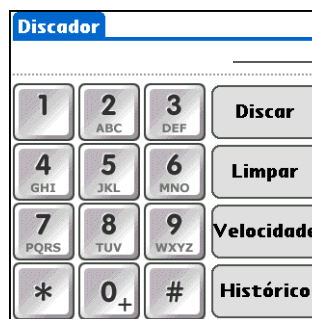 Discador
1 2 ABC 3 DEF Discar
4 GHI 5 JKL 6 MNO Limpar
7 PQRS 8 TUV 9 WXYZ Velocidade
* 0 + # Histórico